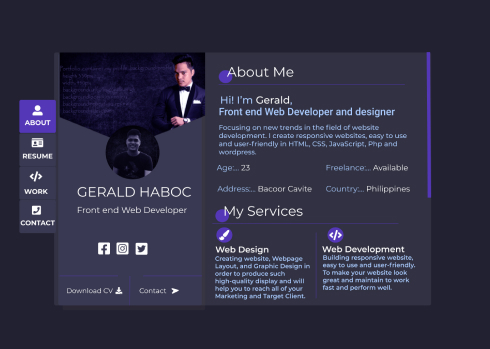 ABOUT
RESUME
WORK
CONTACT
GERALD HABOC
Front end Web Developer
Download CV
Contact
About Me
Hi! I'm Gerald,
Front end Web Developer and designer
Focusing on new trends in the field of website
development. I create responsive websites, easy to use
and user-friendly in HTML, CSS, JavaScript, Php and
wordpress.
Age:... 23
Freelance:... Available
Address:.. Bacoor Cavite
Country:.. Philippines
My Services
Web Design
Creating website, Webpage
Layout, and Graphic Design in
order to produce such
high-quality display and will
help you to reach all of your
Marketing and Target Client.
Web Development
Building responsive website,
easy to use and user-friendly.
To make your website look
great and maintain to work
fast and perform well.